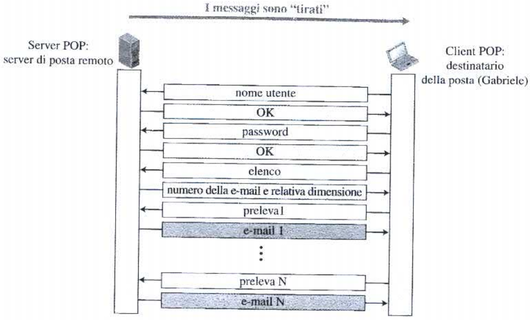 I messaggi sono “tirati”
Server POP:
server di posta remoto
Client POP:
destinatario
della posta (Gabriele)
nome utente
OK
password
OK
elenco
numero della e-mail e relativa dimensione
preleva1
e-mail 1
preleva N
e-mail N